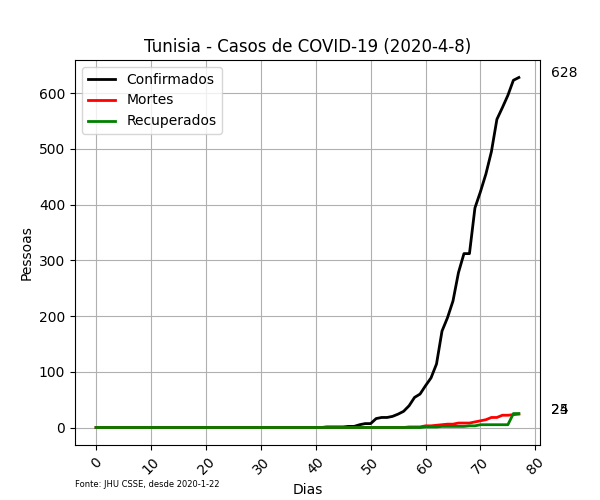 Tunisia - Casos de COVID-19 (2020-4-8)
628
Confirmados
Mortes
Recuperados
600
500
400
300
200
100
0
Pessoas
0 10 20 30 40 50 60 70 80
Fonte: JHU CSSE, desde 2020-1-22
Dias